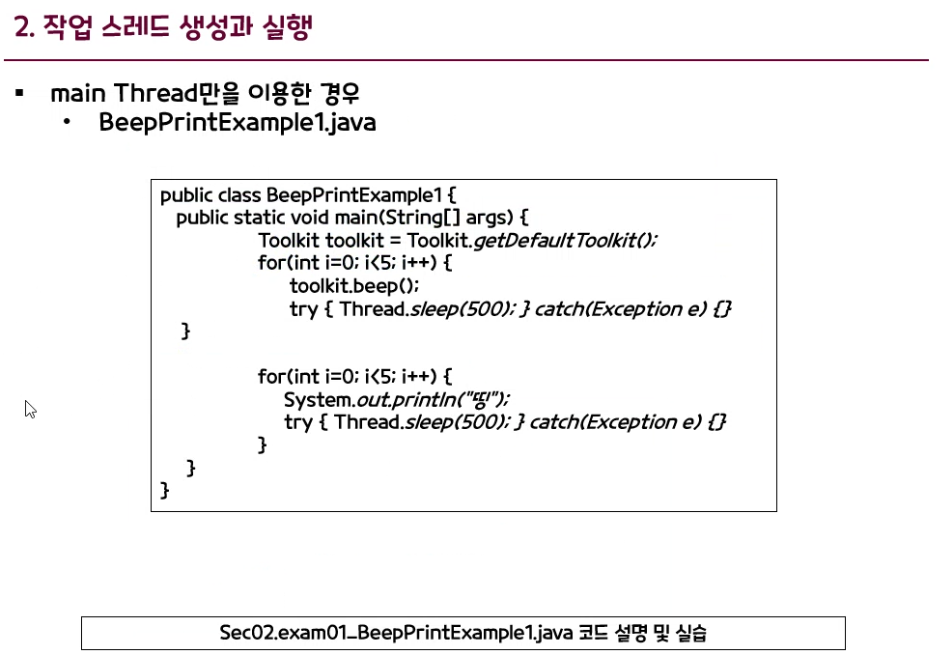 2. 작업 스레드 생성과 실행
▪ main Thread만을 이용한 경우
• BeepPrintExample1.java
public class BeepPrintExample1 {
public static void main(String[] args) {
Toolkit toolkit = Toolkit.getDefaultToolkit();
for(int i=0; i<5; i++) {
toolkit.beep();
try { Thread.sleep(500); } catch(Exception e) {}
}
for(int i=0; i<5; i++) {
System.out.println("띵");
try { Thread.sleep(500); } catch(Exception e) {}
}
}
}
Sec02.exam01_BeepPrintExample1.java 코드 설명 및 실습